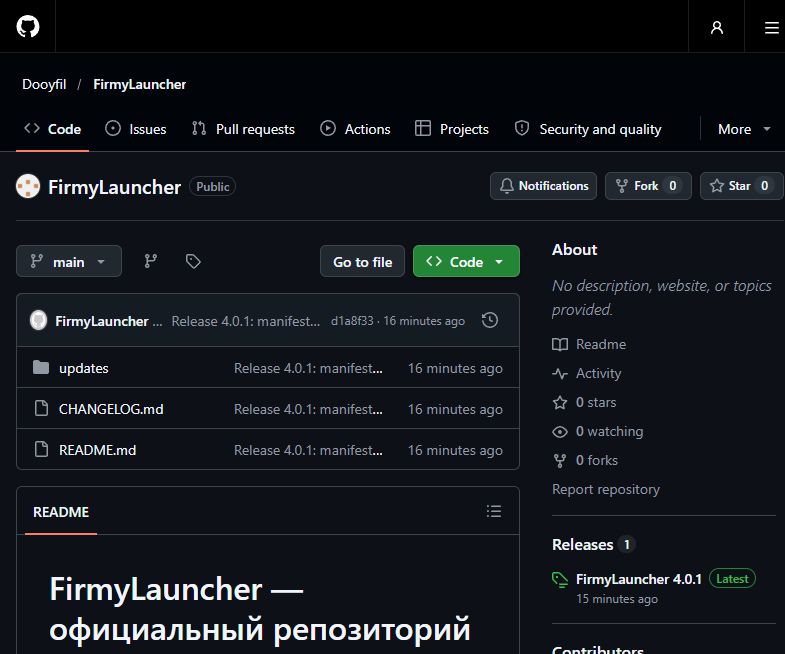 Dooyfil / FirmyLauncher
Code Issues Pull requests Actions Projects Security and quality More
FirmyLauncher Public
Notifications Fork 0 Star 0
main Go to file Code
FirmyLauncher ... Release 4.0.1: manifest... d1a8f33 · 16 minutes ago
updates Release 4.0.1: manifest... 16 minutes ago
CHANGELOG.md Release 4.0.1: manifest... 16 minutes ago
README.md Release 4.0.1: manifest... 16 minutes ago
README
FirmyLauncher —
официальный репозиторий
About
No description, website, or topics
provided.
Readme
Activity
0 stars
0 watching
0 forks
Report repository
Releases 1
FirmyLauncher 4.0.1 Latest
15 minutes ago
Contributors